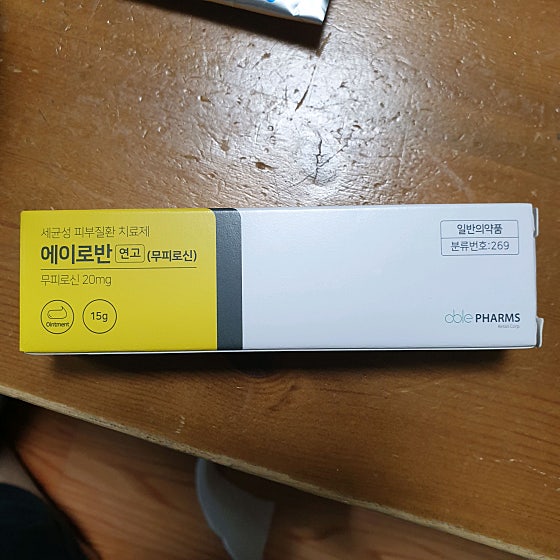 세균성 피부질환 치료제
에이로반 연고 (무피로신)
무피로신 20mg
Ointment
15g
일반의약품
분류번호:269
able PHARMS